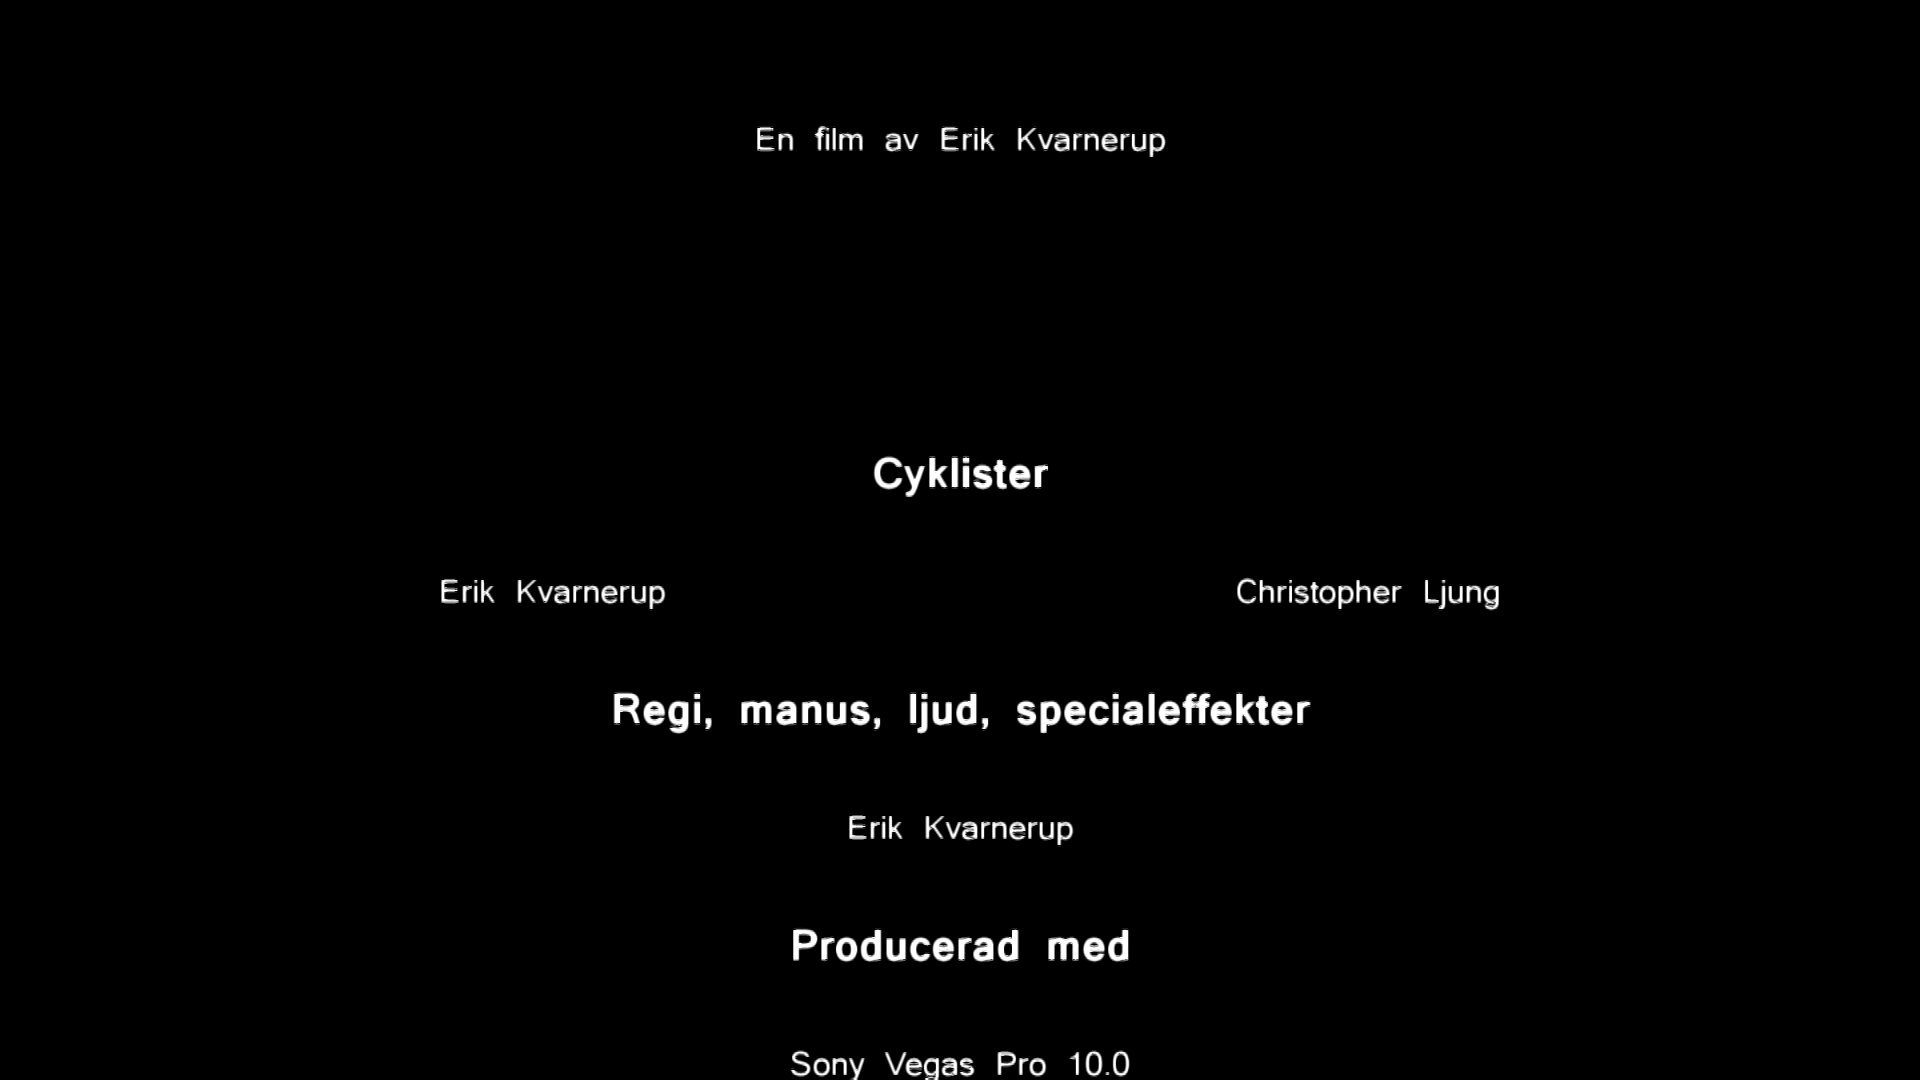 En film av Erik Kvarnerup
Cyklister
Erik Kvarnerup Christopher Ljung
Regi, manus, ljud, specialeffekter
Erik Kvarnerup
Producerad med
Sony Vegas Pro 10.0